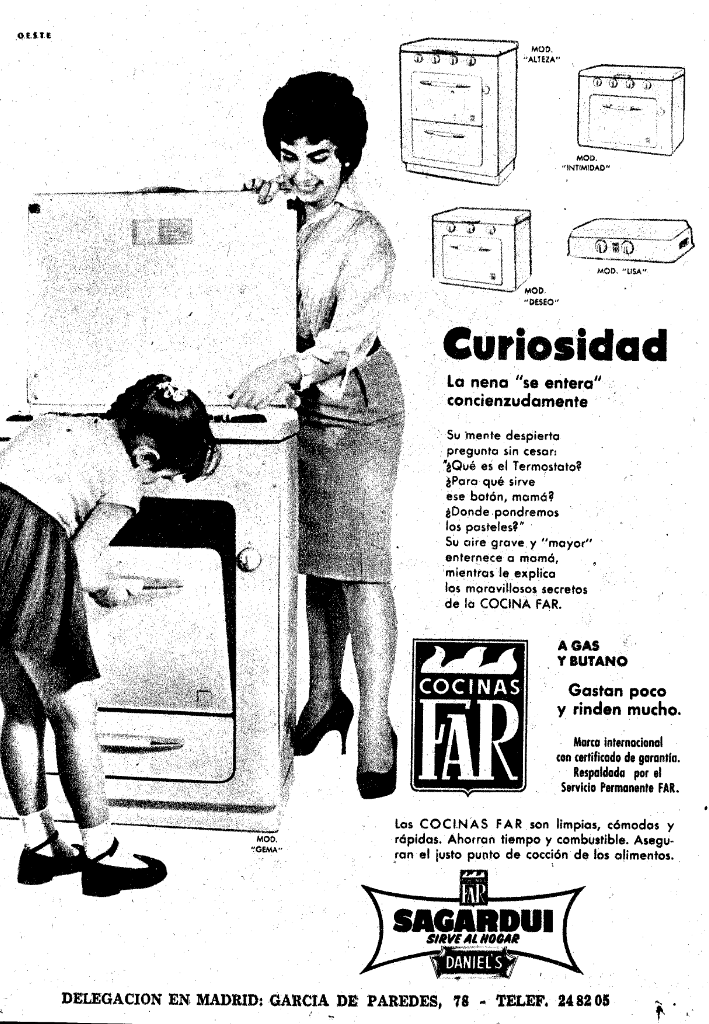 O.E.S.T.E
MOD.
"ALTEZA"
MOD.
"INTIMIDAD"
MOD.
"DESEO"
MOD. "LISA"
Curiosidad
La nena "se entera"
concienzudamente
Su mente despierta
pregunta sin cesar:
"¿Qué es el Termostato?
¿Para qué sirve
ese botón, mamá?
¿Donde pondremos
los pasteles?"
Su aire grave y "mayor"
enternece a mamá,
mientras le explica
los maravillosos secretos
de la COCINA FAR.
COCINAS
FAR
A GAS
Y BUTANO
Gastan poco
y rinden mucho.
Marca internacional
con certificado de garantía.
Respaldada por el
Servicio Permanente FAR.
MOD.
"GEMA"
Las COCINAS FAR son limpias, cómodas y
rápidas. Ahorran tiempo y combustible. Asegu-
ran el justo punto de cocción de los alimentos.
FAR
SAGARDUI
SIRVE AL HOGAR
DANIEL'S
DELEGACION EN MADRID: GARCIA DE PAREDES, 78 - TELEF. 24 82 05